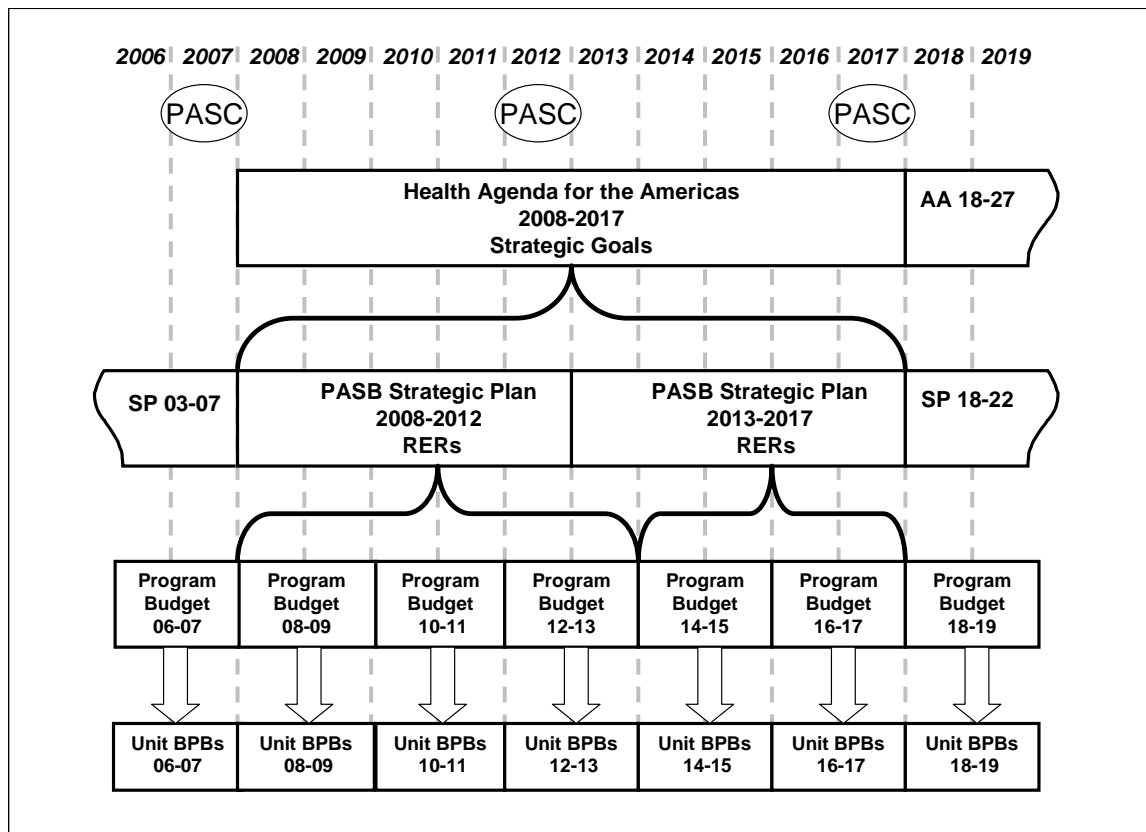 2006 2007 2008 2009 2010 2011 2012 2013 2014 2015 2016 2017 2018 2019
PASC PASC PASC
Health Agenda for the Americas
2008-2017
Strategic Goals
AA 18-27
SP 03-07
PASB Strategic Plan
2008-2012
RERs
PASB Strategic Plan
2013-2017
RERs
SP 18-22
Program
Budget
06-07
Program
Budget
08-09
Program
Budget
10-11
Program
Budget
12-13
Program
Budget
14-15
Program
Budget
16-17
Program
Budget
18-19
Unit BPBs
06-07
Unit BPBs
08-09
Unit BPBs
10-11
Unit BPBs
12-13
Unit BPBs
14-15
Unit BPBs
16-17
Unit BPBs
18-19